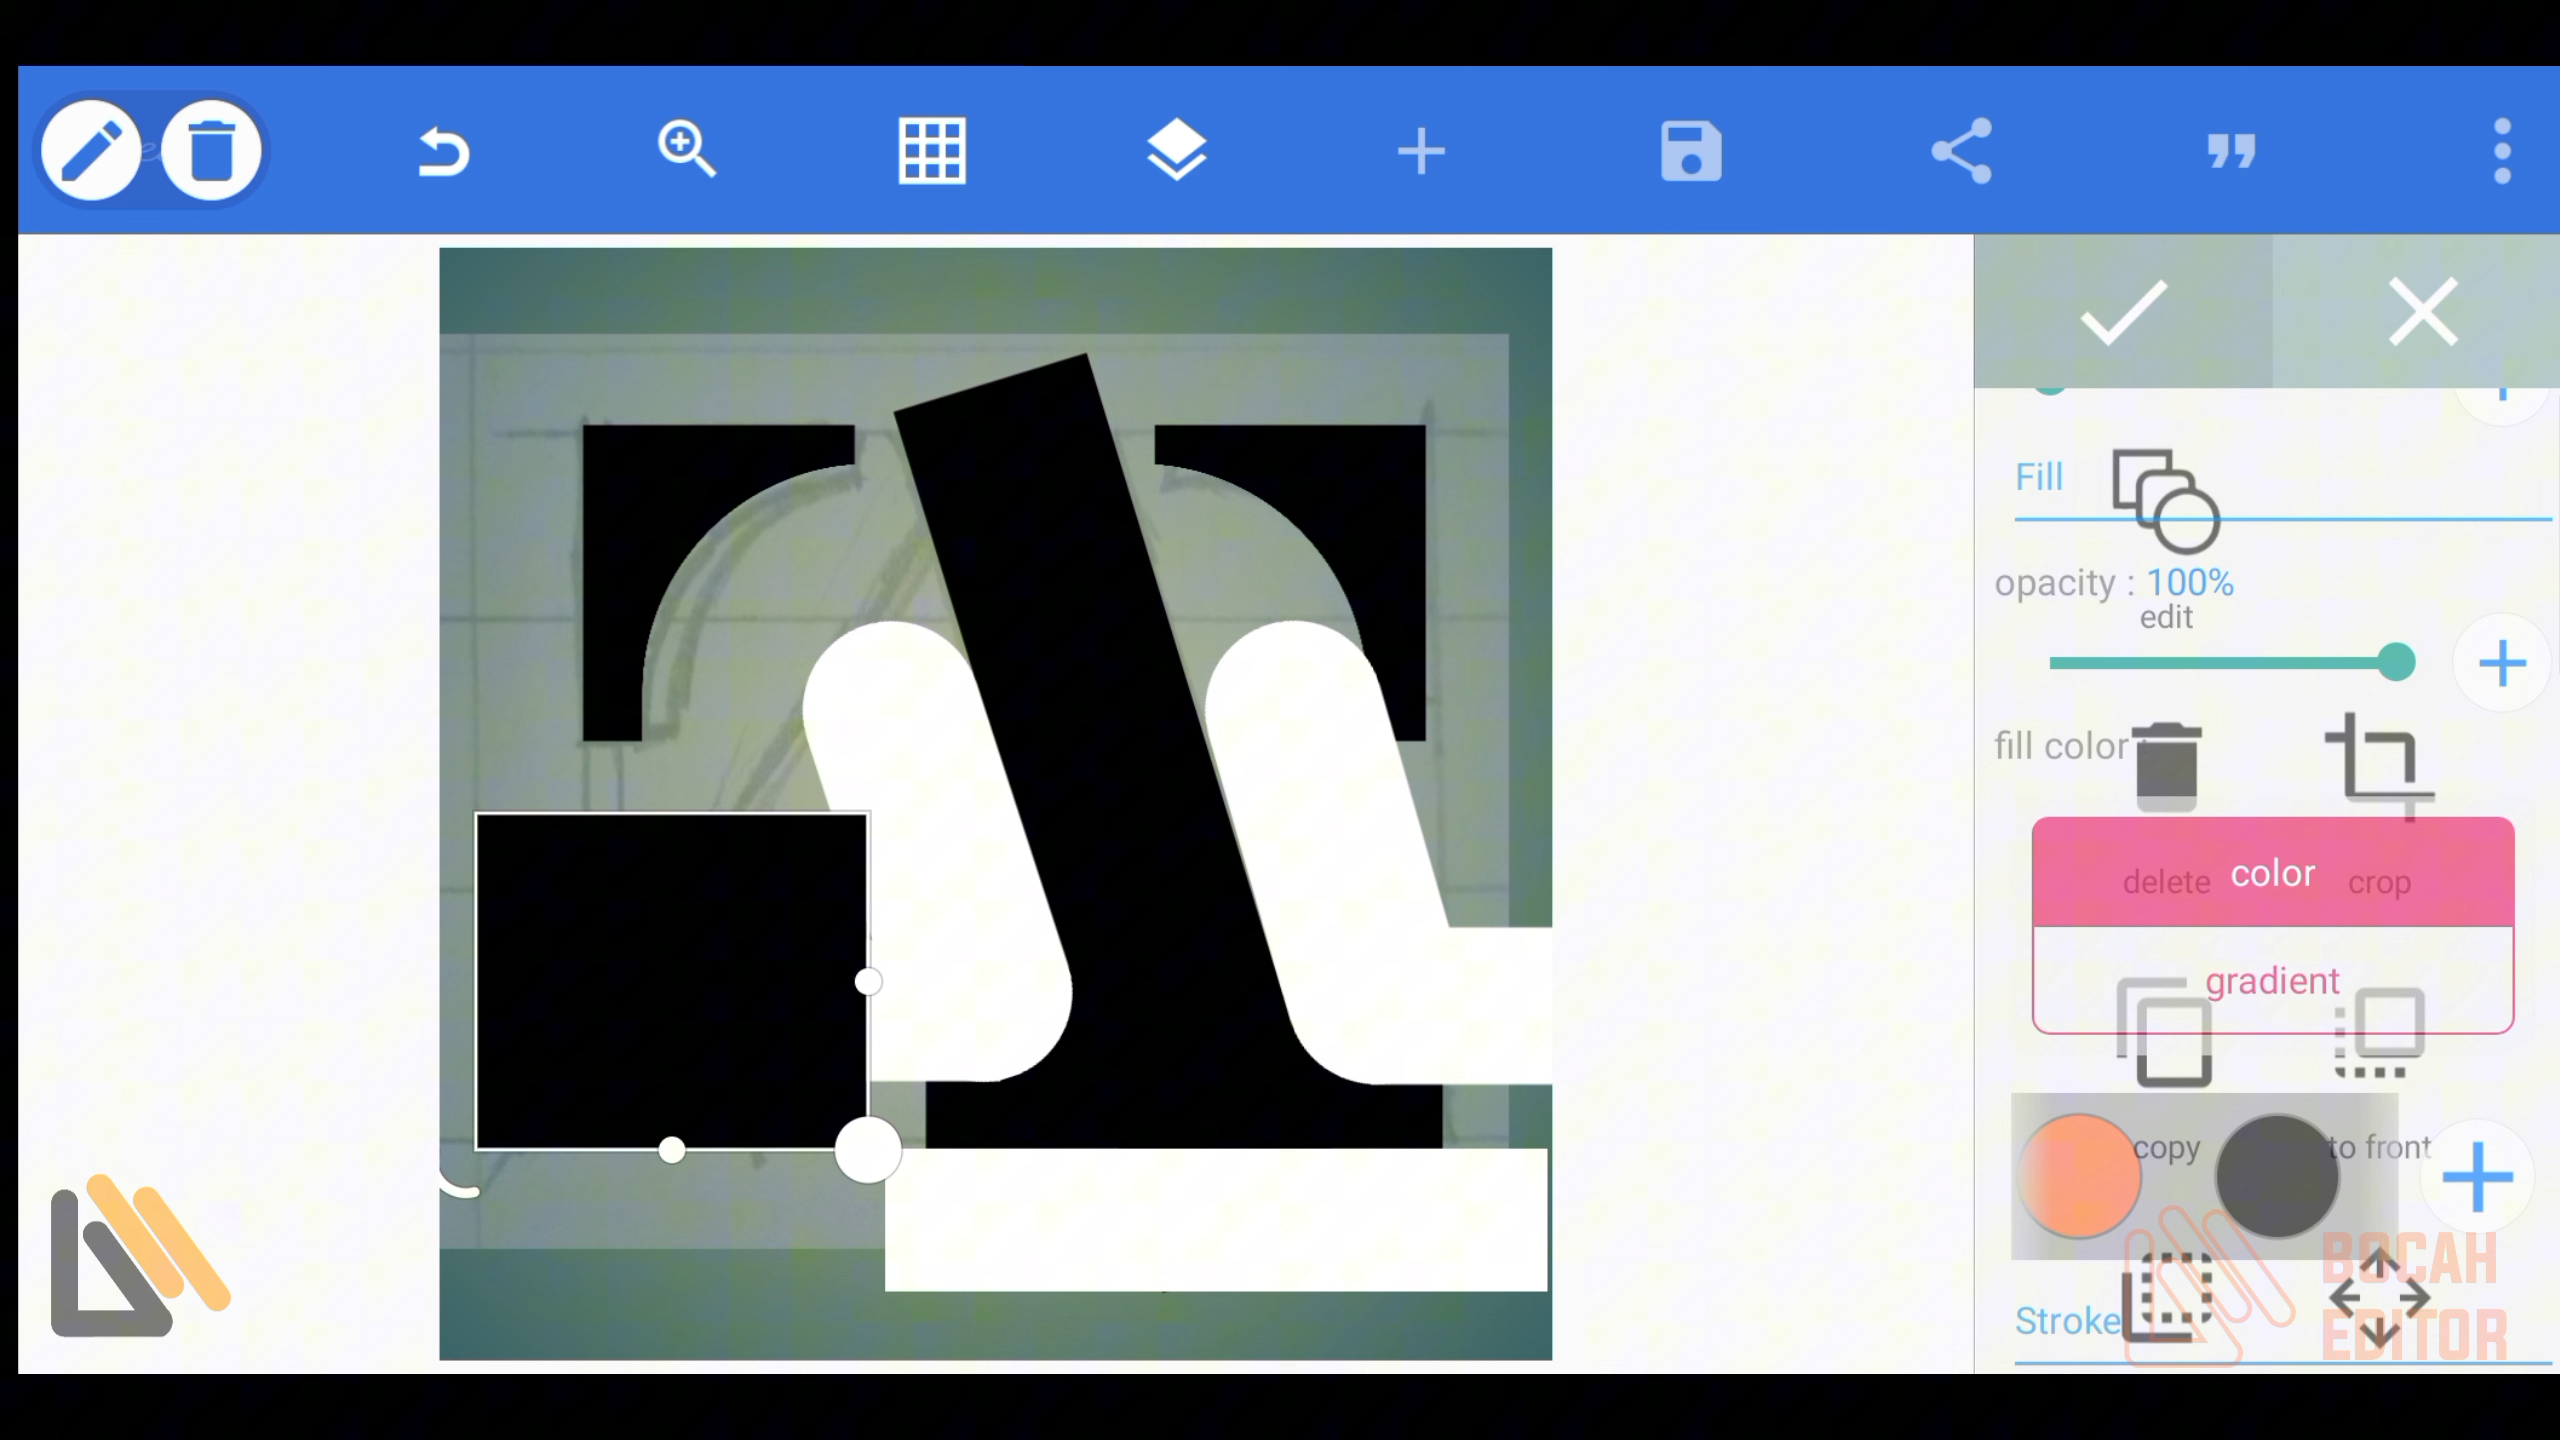 Fill
opacity : 100%
edit
fill color :
color
delete
crop
gradient
copy
to front
BOCAH
EDITOR
Stroke